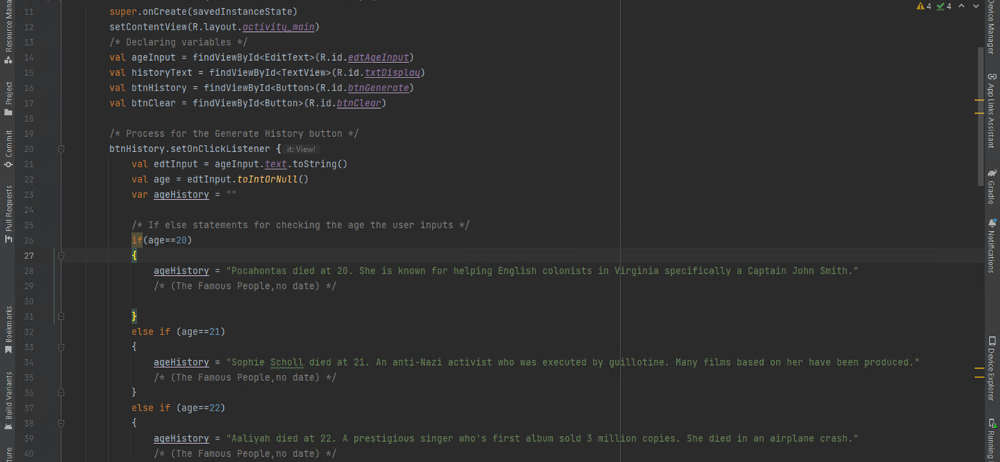 Resource Mana
Project
Commit
Pull Requests
Bookmarks
Build Variants
ture
4 4
11 super.onCreate(savedInstanceState)
12 setContentView(R.layout.activity_main)
13 /* Declaring variables */
14 val ageInput = findViewById<EditText>(R.id.edtAgeInput)
15 val historyText = findViewById<TextView>(R.id.txtDisplay)
16 val btnHistory = findViewById<Button>(R.id.btnGenerate)
17 val btnClear = findViewById<Button>(R.id.btnClear)
18
19 /* Process for the Generate History button */
20 btnHistory.setOnClickListener { it: View!
21 val edtInput = ageInput.text.toString()
22 val age = edtInput.toIntOrNull()
23 var ageHistory = ""
24
25 /* If else statements for checking the age the user inputs */
26 if(age==20)
27 {
28 ageHistory = "Pocahontas died at 20. She is known for helping English colonists in Virginia specifically a Captain John Smith."
29 /* (The Famous People,no date) */
30
31 }
32 else if (age==21)
33 {
34 ageHistory = "Sophie Scholl died at 21. An anti-Nazi activist who was executed by guillotine. Many films based on her have been produced."
35 /* (The Famous People,no date) */
36 }
37 else if (age==22)
38 {
39 ageHistory = "Aaliyah died at 22. A prestigious singer who's first album sold 3 million copies. She died in an airplane crash."
40 /* (The Famous People,no date) */
Device Manager
App Links Assistant
Gradle
Notifications
Device Explorer
Running